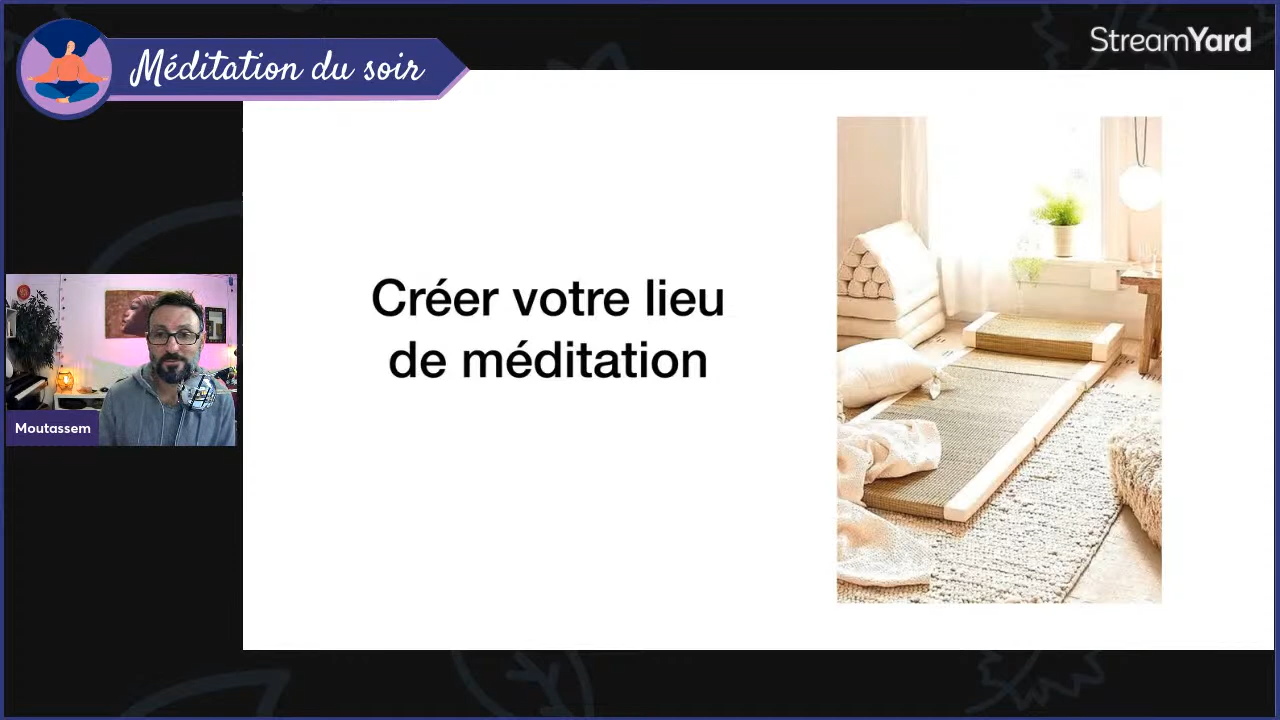 Méditation du soir
StreamYard
Créer votre lieu
de méditation
Moutassem